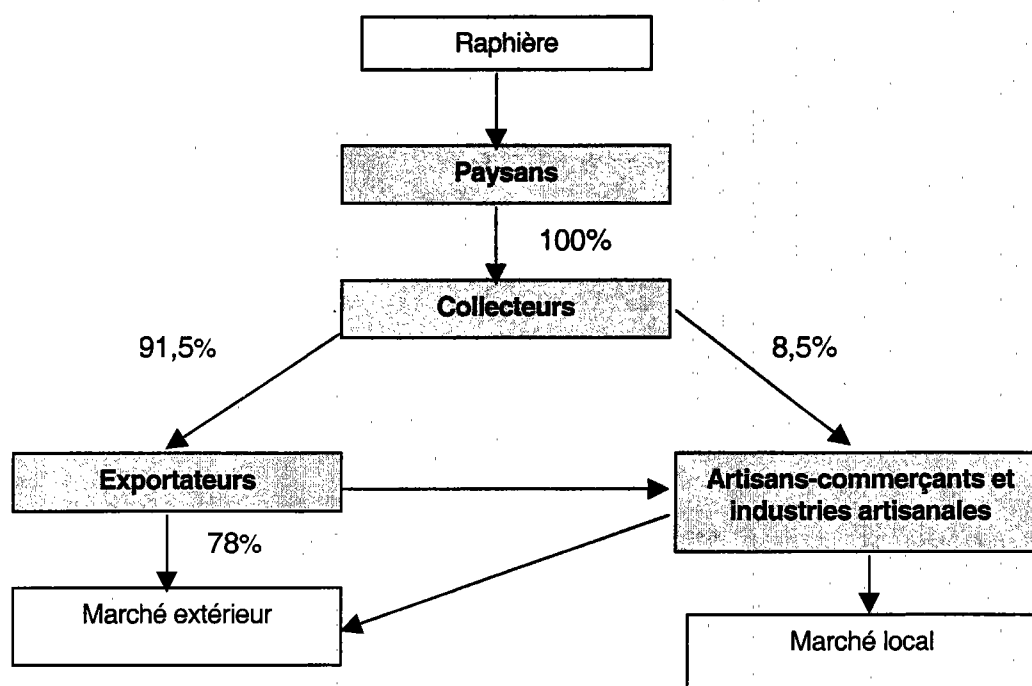 Raphière
Paysans
100%
Collecteurs
91,5%
8,5%
Exportateurs
Artisans-commerçants et
industries artisanales
78%
Marché extérieur
Marché local